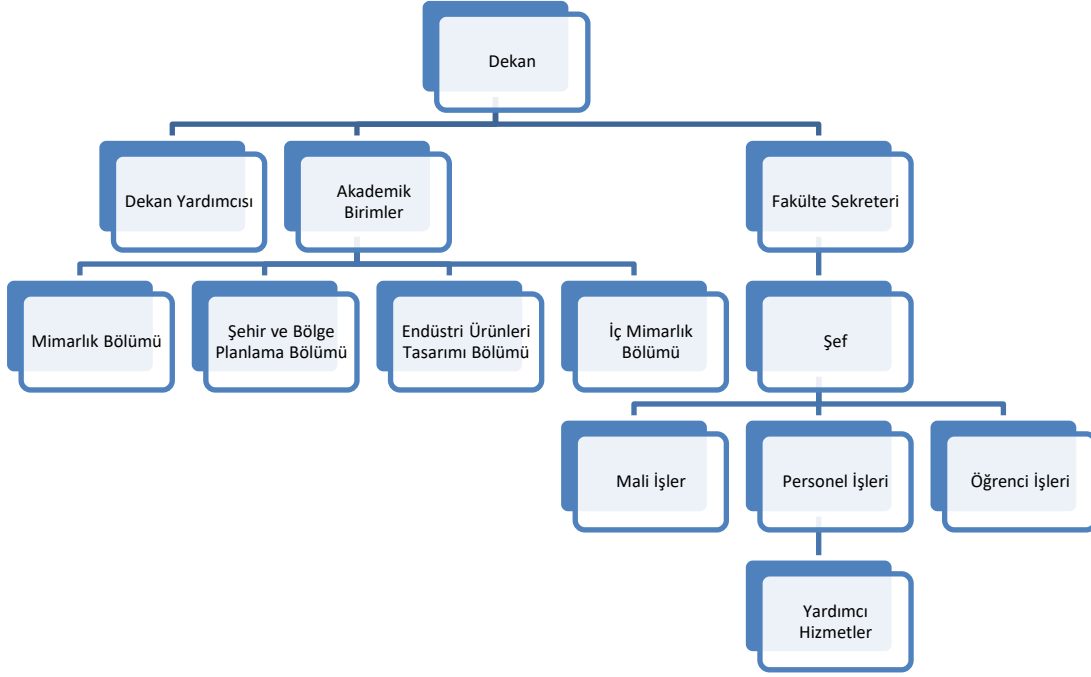 Dekan
Dekan Yardımcısı
Akademik
Birimler
Fakülte Sekreteri
Mimarlık Bölümü
Şehir ve Bölge
Planlama Bölümü
Endüstri Ürünleri
Tasarımı Bölümü
İç Mimarlık
Bölümü
Şef
Mali İşler
Personel İşleri
Öğrenci İşleri
Yardımcı
Hizmetler